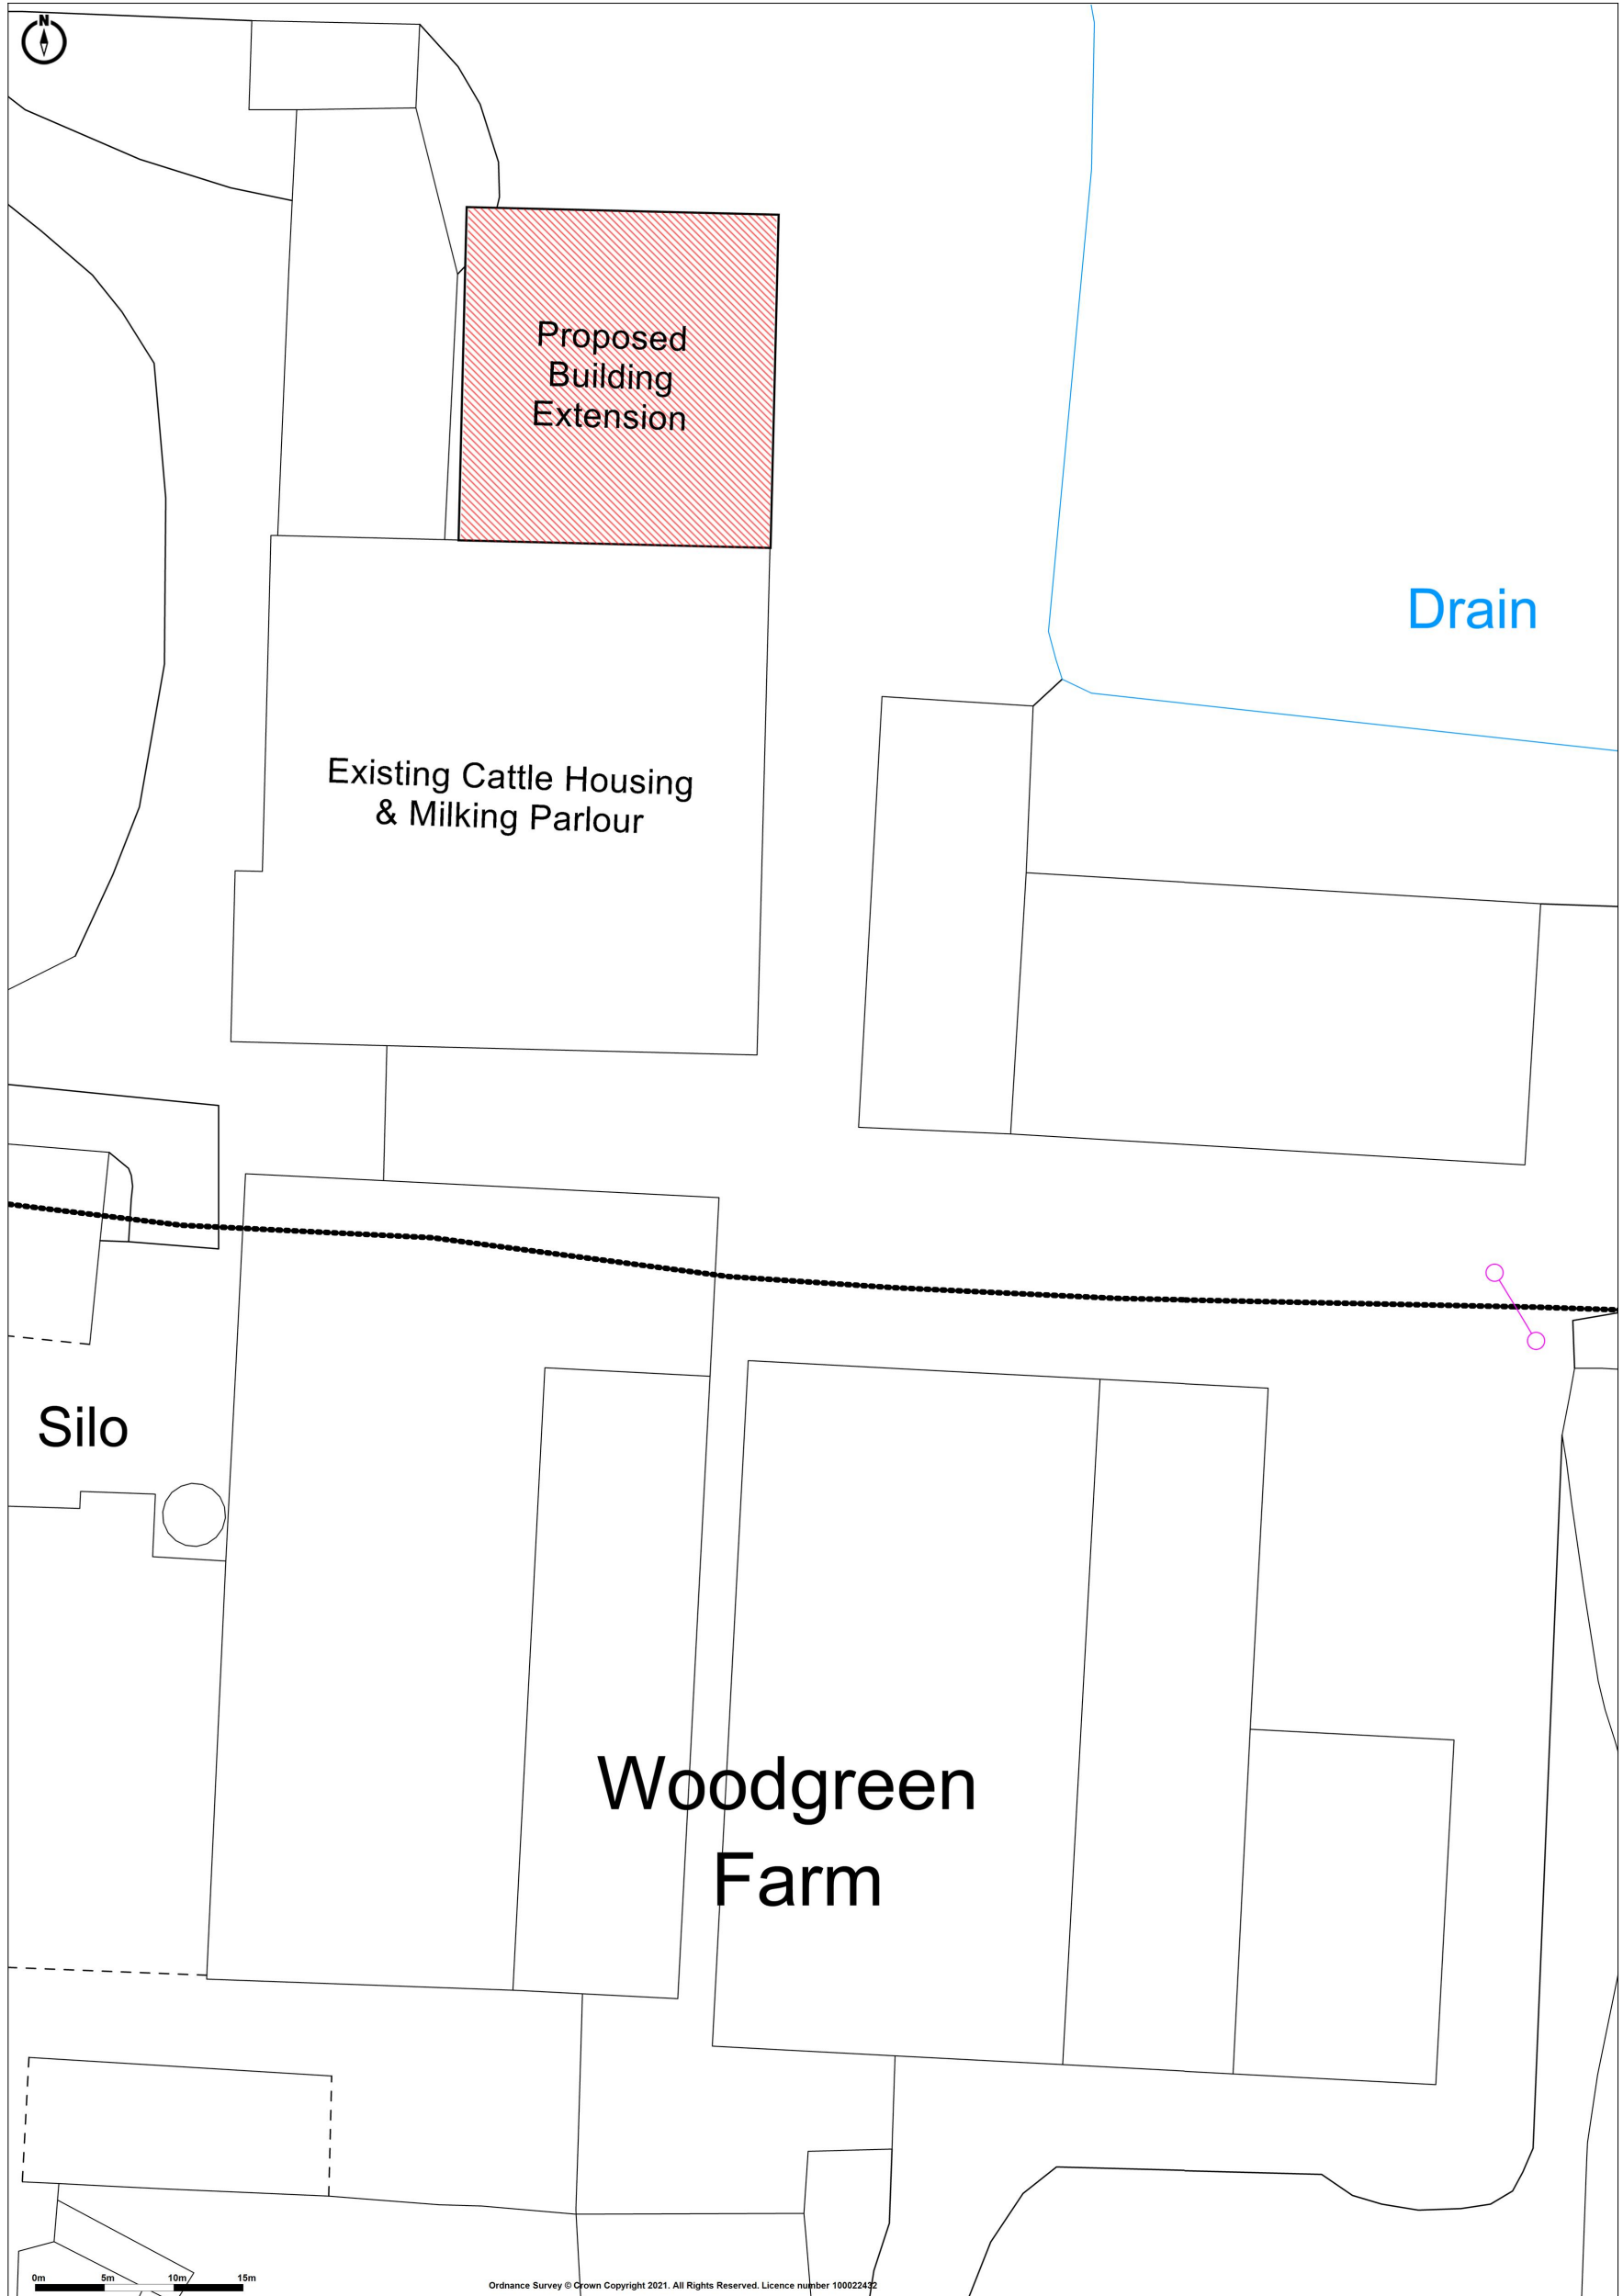 N
Proposed
Building
Extension
Drain
Existing Cattle Housing
& Milking Parlour
Silo
Woodgreen
Farm
0m 5m 10m 15m
Ordnance Survey © Crown Copyright 2021. All Rights Reserved. Licence number 100022432